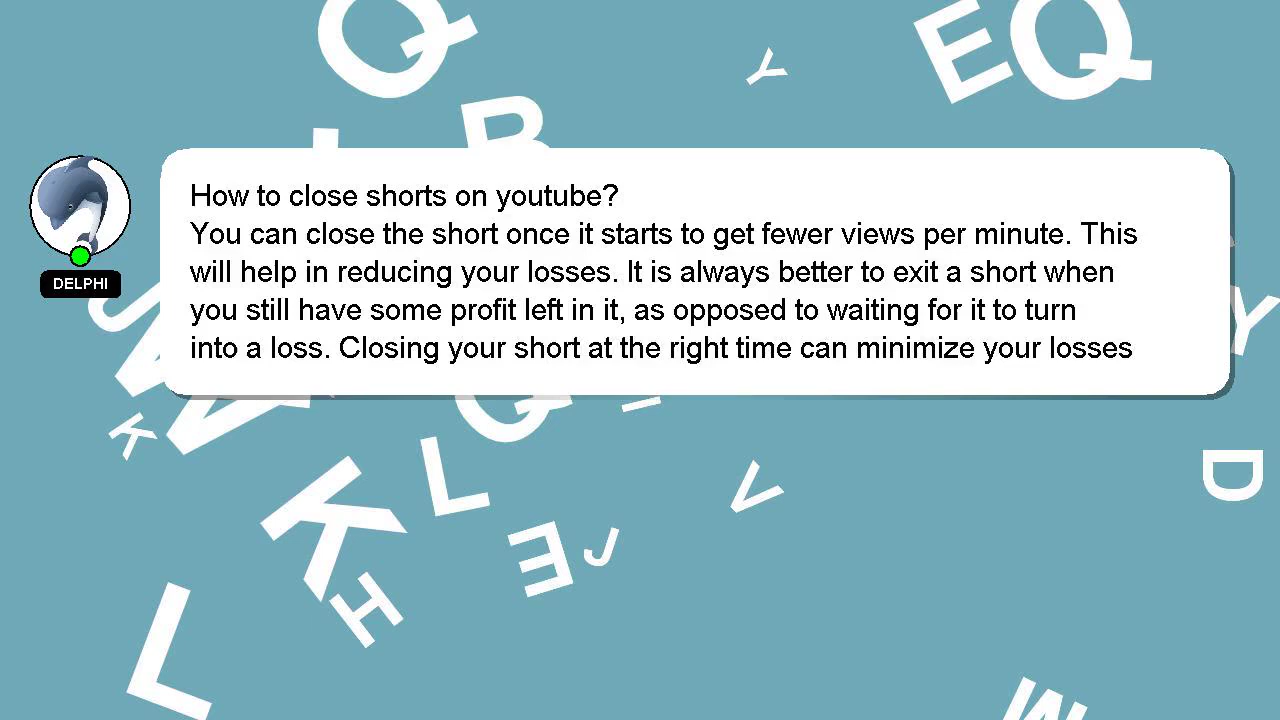 How to close shorts on youtube?
You can close the short once it starts to get fewer views per minute. This
will help in reducing your losses. It is always better to exit a short when
you still have some profit left in it, as opposed to waiting for it to turn
into a loss. Closing your short at the right time can minimize your losses
DELPHI
Q
E
Q
Y
B
J
Y
K
L
K
V
D
E
J
H
L
W